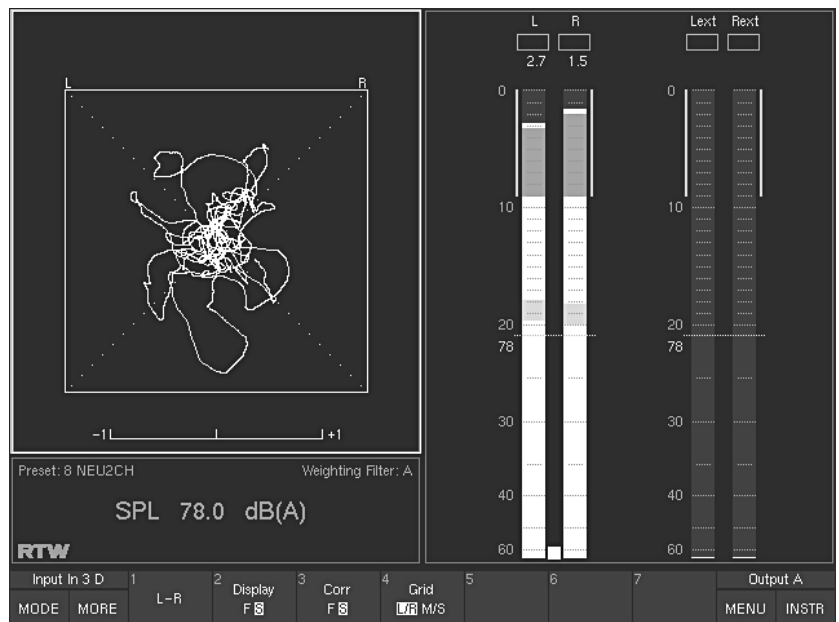 L R Lext Rext
2.7 1.5
L R
0 0
10 10
20 20
78 78
30 30
40 40
60 60
-1 +1
Preset: 8 NEU2CH Weighting Filter: A
SPL 78.0 dB(A)
RTW
Input In 3 D 1 2 3 4 5 6 7 Output A
MODE MORE L-R Display Corr Grid MENU INSTR
F S F S L/R M/S